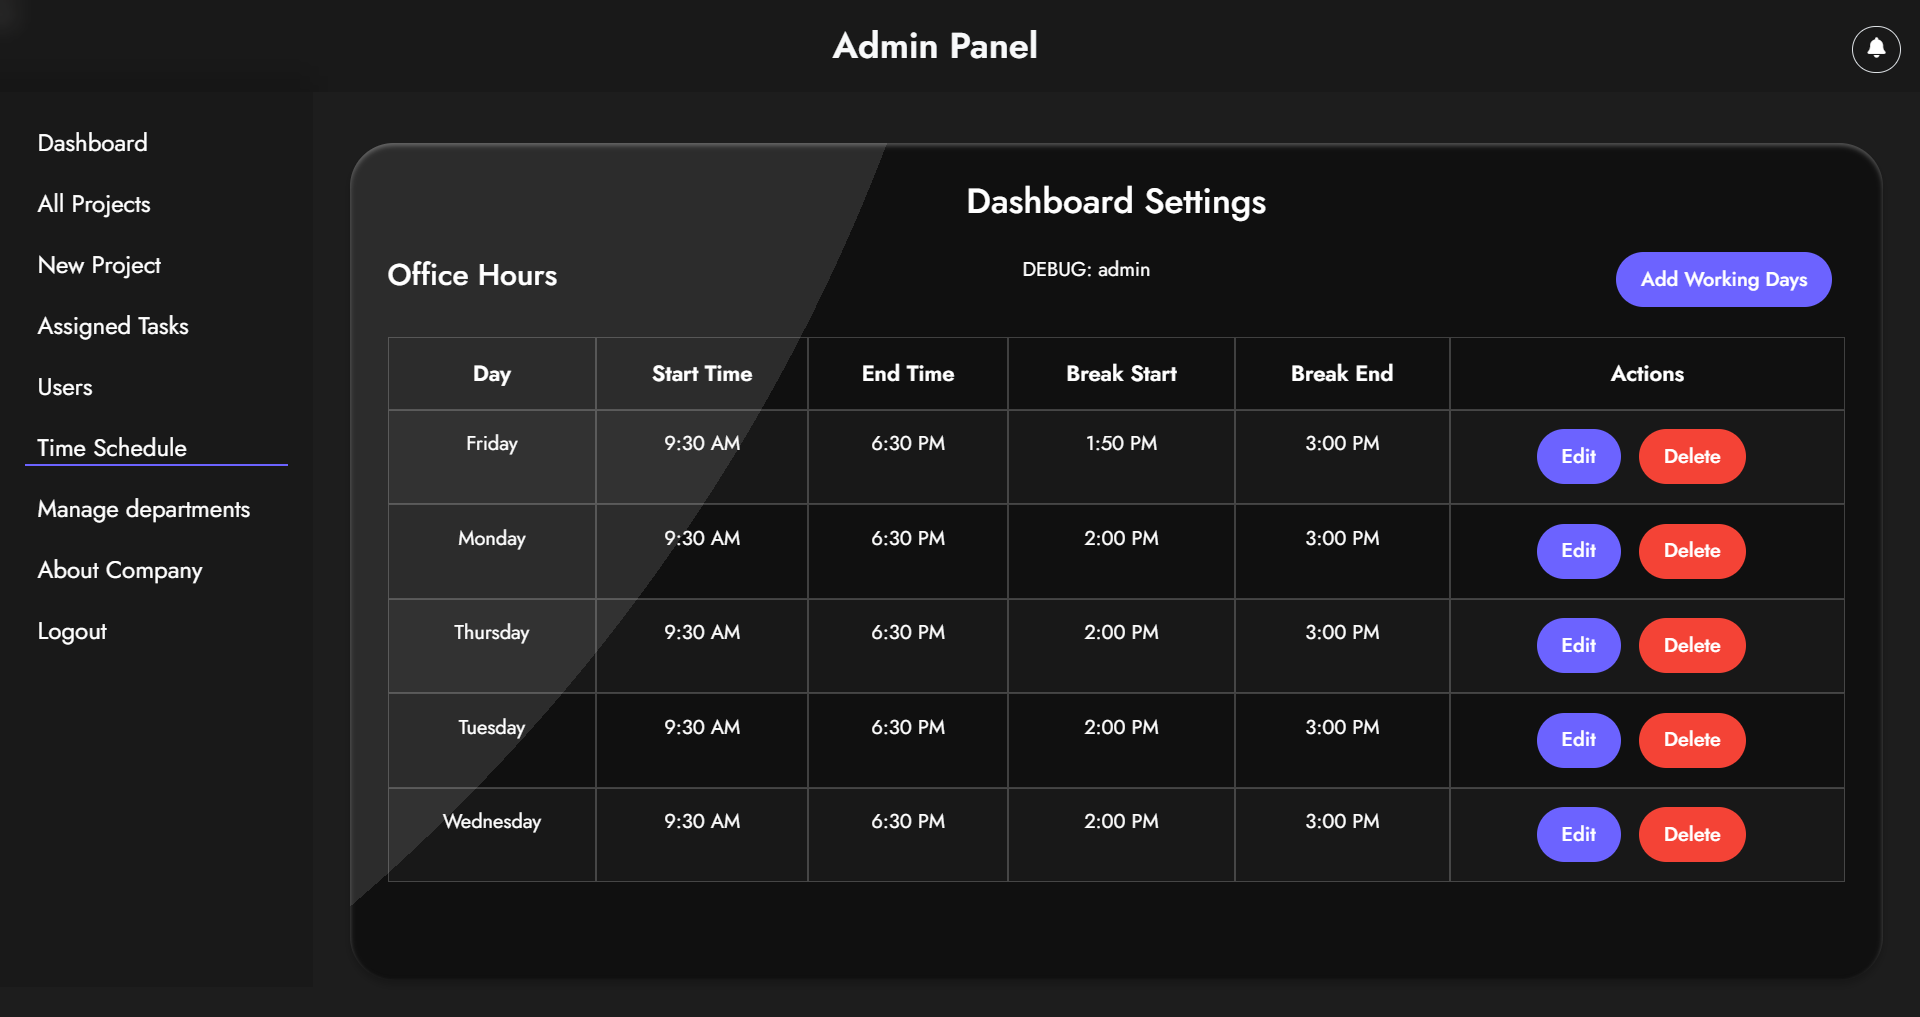 Admin Panel
Dashboard
All Projects
New Project
Assigned Tasks
Users
Time Schedule
Manage departments
About Company
Logout
Dashboard Settings
Office Hours
DEBUG: admin
Add Working Days
Day Start Time End Time Break Start Break End Actions
Friday 9:30 AM 6:30 PM 1:50 PM 3:00 PM Edit Delete
Monday 9:30 AM 6:30 PM 2:00 PM 3:00 PM Edit Delete
Thursday 9:30 AM 6:30 PM 2:00 PM 3:00 PM Edit Delete
Tuesday 9:30 AM 6:30 PM 2:00 PM 3:00 PM Edit Delete
Wednesday 9:30 AM 6:30 PM 2:00 PM 3:00 PM Edit Delete